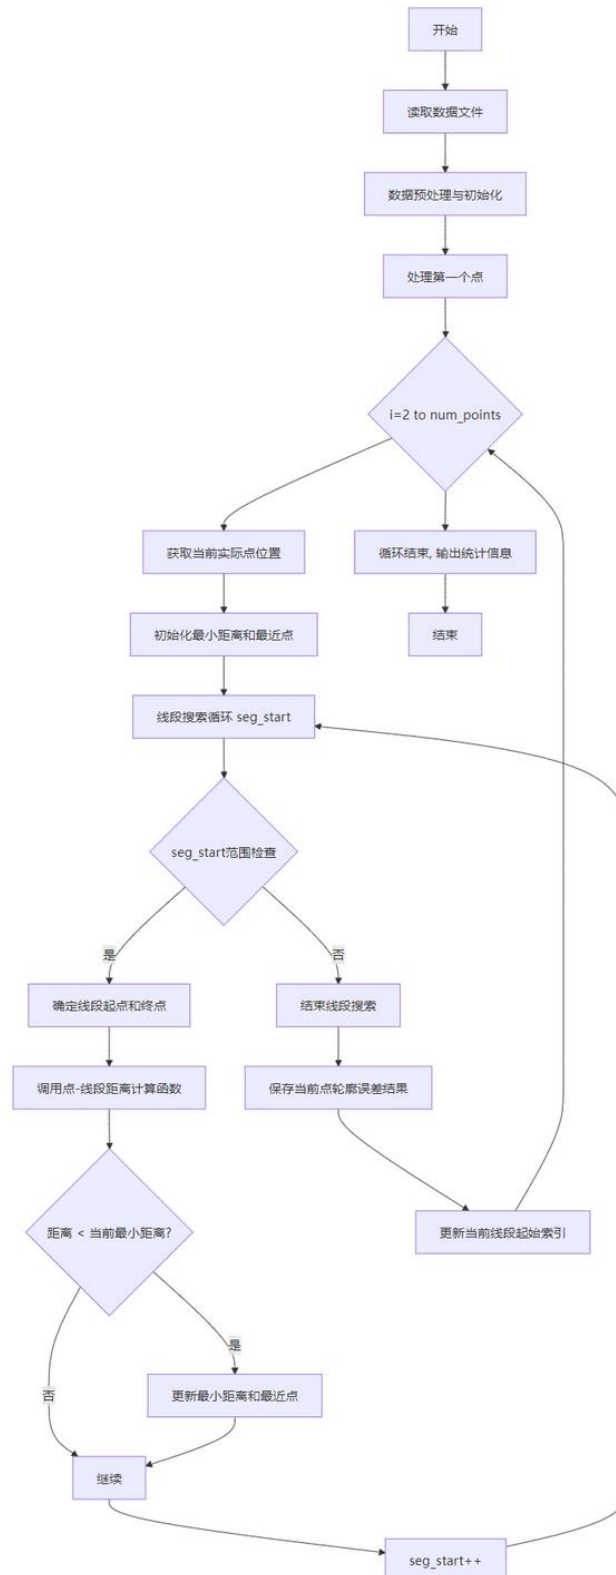 开始
读取数据文件
数据预处理与初始化
处理第一个点
i=2 to num_points
获取当前实际点位置
循环结束, 输出统计信息
初始化最小距离和最近点
结束
线段搜索循环 seg_start
seg_start范围检查
是
否
确定线段起点和终点
结束线段搜索
调用点-线段距离计算函数
保存当前点轮廓误差结果
距离 < 当前最小距离?
更新当前线段起始索引
是
否
更新最小距离和最近点
继续
seg_start++